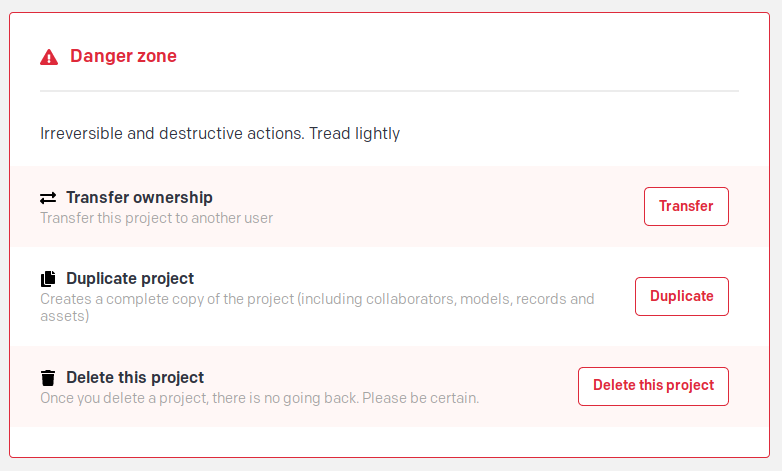 Danger zone
Irreversible and destructive actions. Tread lightly
Transfer ownership
Transfer this project to another user
Transfer
Duplicate project
Creates a complete copy of the project (including collaborators, models, records and
assets)
Duplicate
Delete this project
Once you delete a project, there is no going back. Please be certain.
Delete this project